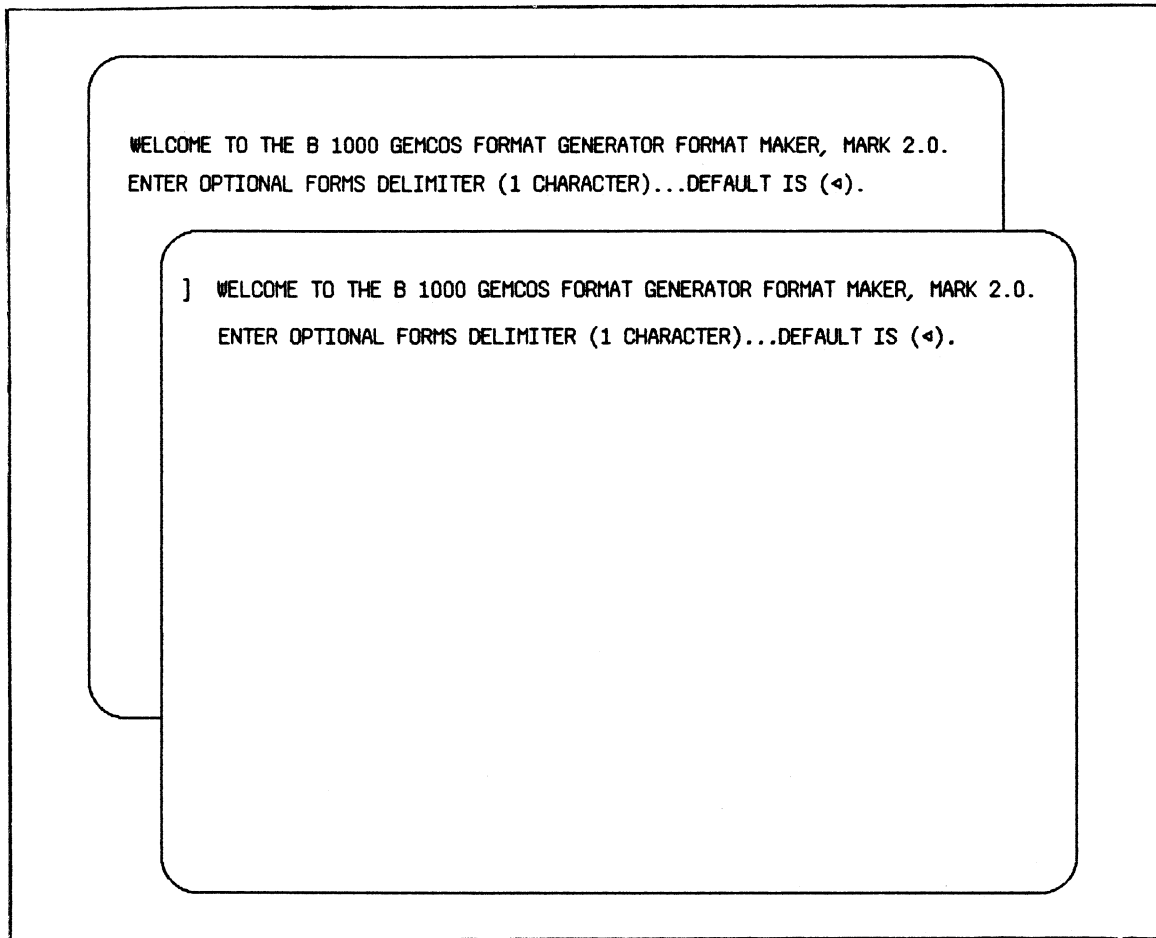 WELCOME TO THE B 1000 GEMCOS FORMAT GENERATOR FORMAT MAKER, MARK 2.0.
ENTER OPTIONAL FORMS DELIMITER (1 CHARACTER)...DEFAULT IS (⊲).
] WELCOME TO THE B 1000 GEMCOS FORMAT GENERATOR FORMAT MAKER, MARK 2.0.
ENTER OPTIONAL FORMS DELIMITER (1 CHARACTER)...DEFAULT IS (⊲).